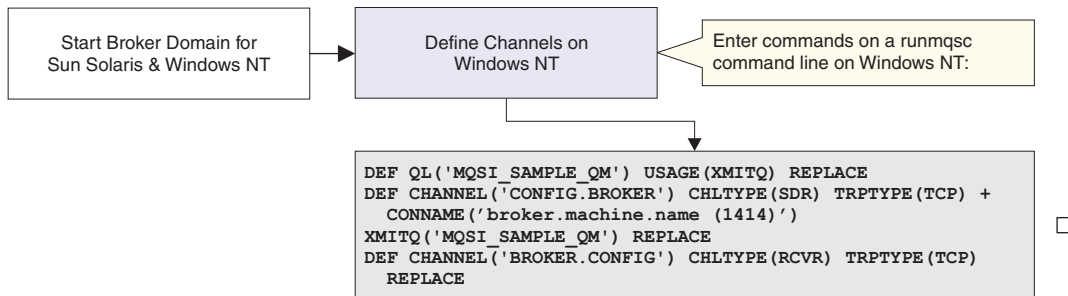 Start Broker Domain for
Sun Solaris & Windows NT
Define Channels on
Windows NT
Enter commands on a runmqsc
command line on Windows NT:
DEF QL('MQSI_SAMPLE_QM') USAGE(XMITQ) REPLACE
DEF CHANNEL('CONFIG.BROKER') CHLTYPE(SDR) TRPTYPE(TCP) +
CONNAME('broker.machine.name (1414)')
XMITQ('MQSI_SAMPLE_QM') REPLACE
DEF CHANNEL('BROKER.CONFIG') CHLTYPE(RCVR) TRPTYPE(TCP)
REPLACE